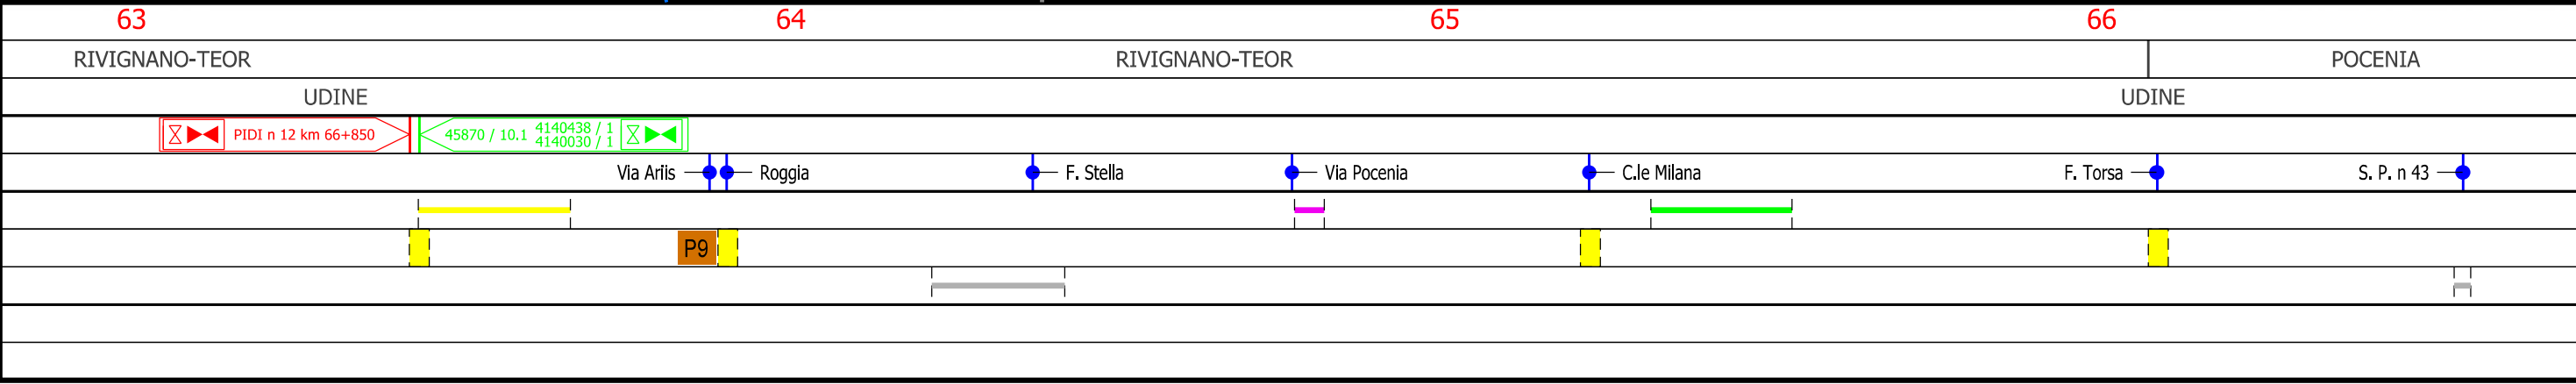 63 64 65 66
RIVIGNANO-TEOR RIVIGNANO-TEOR POCENIA
UDINE UDINE
PIDI n 12 km 66+850 45870 / 10.1 4140438 / 1
4140030 / 1
Via Ariis Roggia F. Stella Via Pocenia C.le Milana F. Torsa S. P. n 43
P9